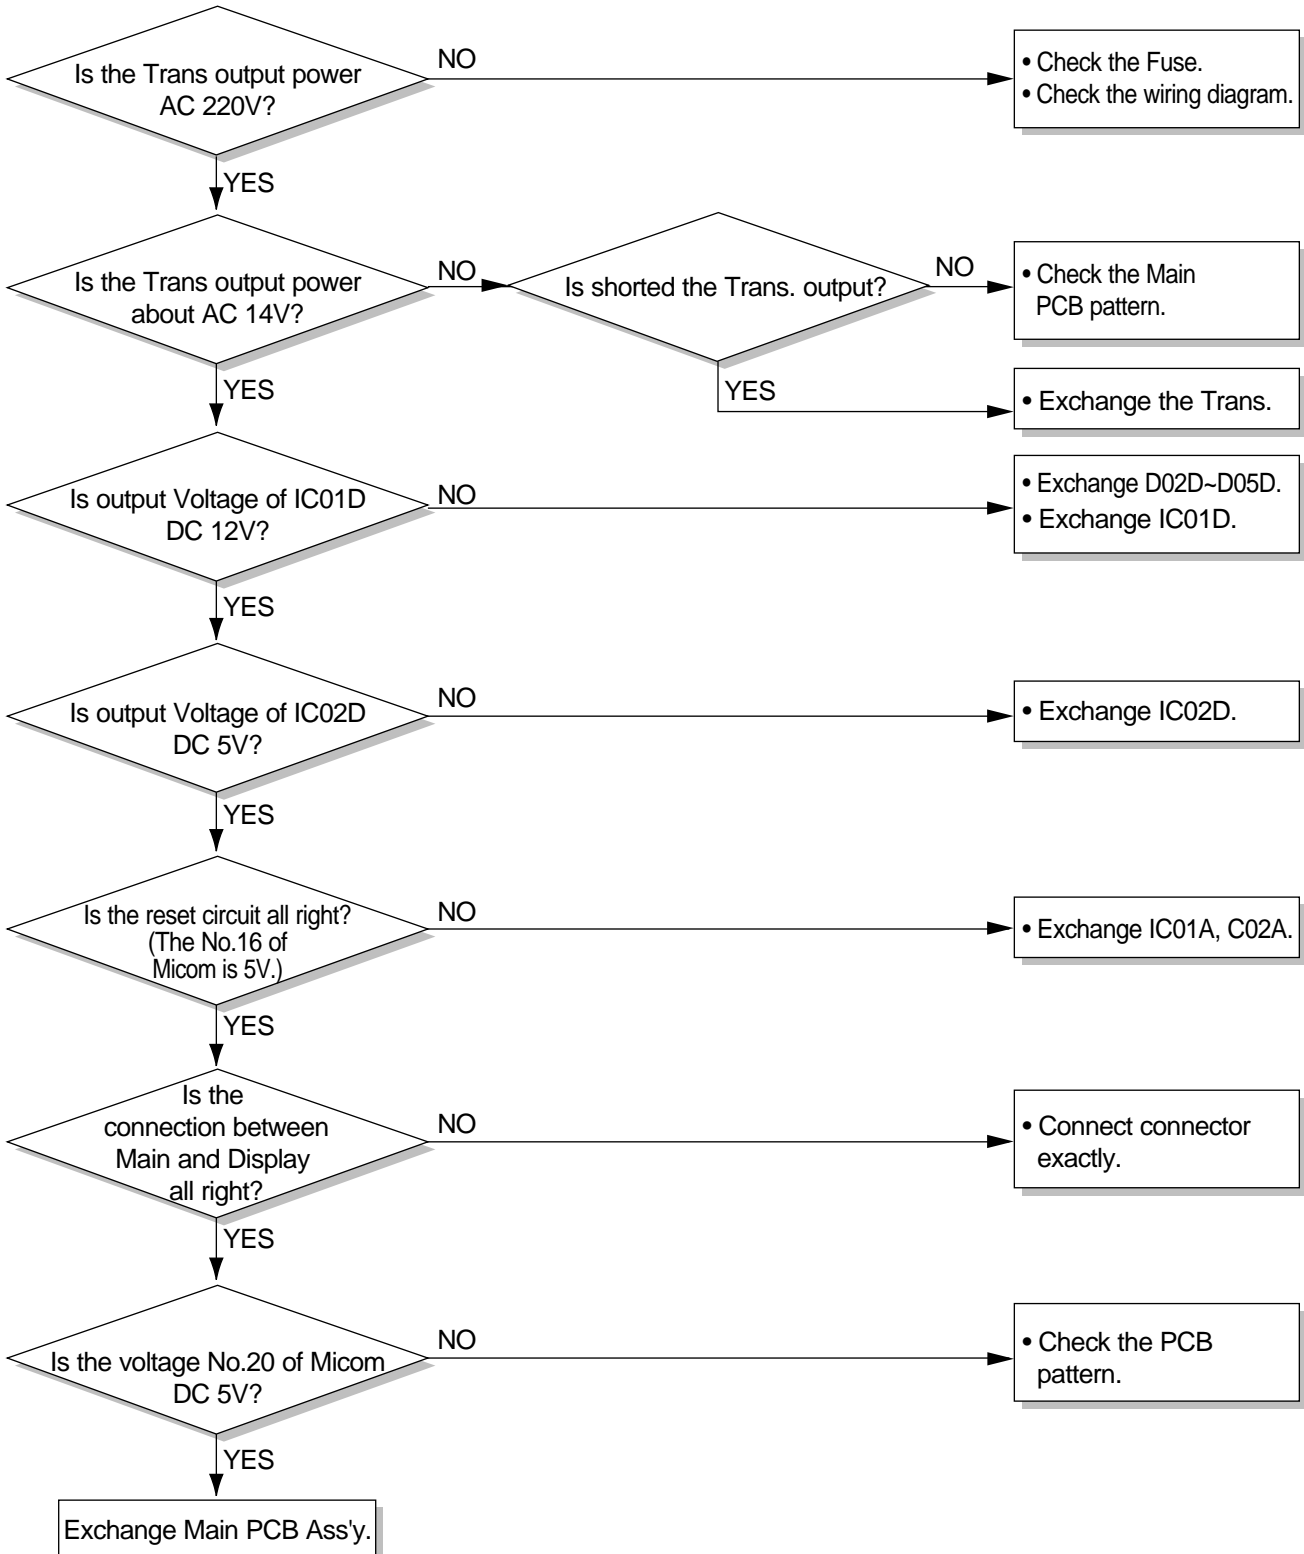 Is the Trans output power
AC 220V?
NO
• Check the Fuse.
• Check the wiring diagram.
YES
Is the Trans output power
about AC 14V?
NO
Is shorted the Trans. output?
NO
• Check the Main
PCB pattern.
YES
• Exchange the Trans.
YES
Is output Voltage of IC01D
DC 12V?
NO
• Exchange D02D~D05D.
• Exchange IC01D.
YES
Is output Voltage of IC02D
DC 5V?
NO
• Exchange IC02D.
YES
Is the reset circuit all right?
(The No.16 of
Micom is 5V.)
NO
• Exchange IC01A, C02A.
YES
Is the
connection between
Main and Display
all right?
NO
• Connect connector
exactly.
YES
Is the voltage No.20 of Micom
DC 5V?
NO
• Check the PCB
pattern.
YES
Exchange Main PCB Ass'y.